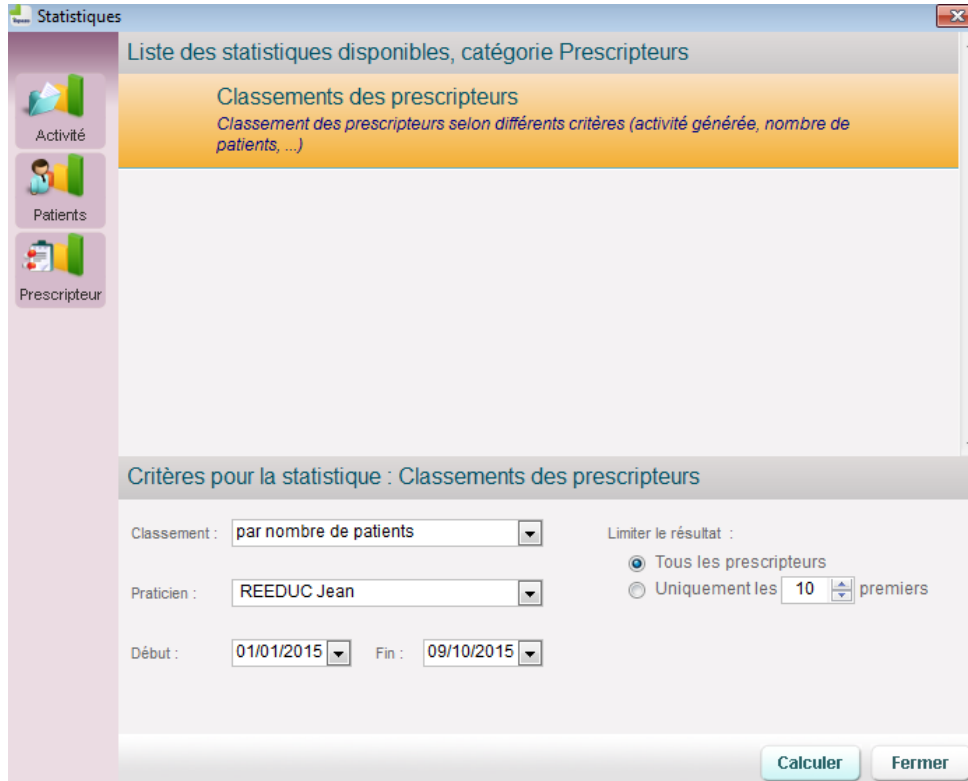 Statistiques
Liste des statistiques disponibles, catégorie Prescripteurs
Classements des prescripteurs
Classement des prescripteurs selon différents critères (activité générée, nombre de
patients, ...)
Activité
Patients
Prescripteur
Critères pour la statistique : Classements des prescripteurs
Classement : par nombre de patients
Limiter le résultat :
Tous les prescripteurs
Praticien : REEDUC Jean
Uniquement les 10 premiers
Début : 01/01/2015 Fin : 09/10/2015
Calculer Fermer